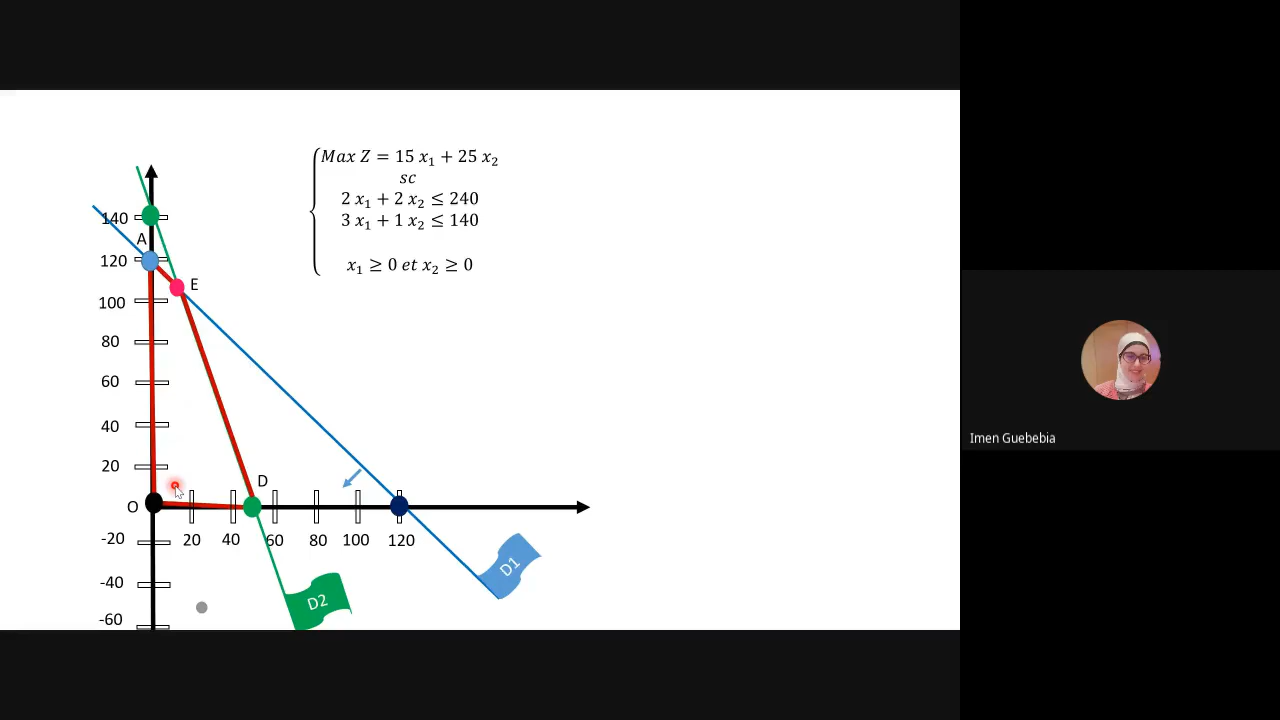 Max Z = 15 x₁ + 25 x₂
sc
2 x₁ + 2 x₂ ≤ 240
3 x₁ + 1 x₂ ≤ 140
x₁ ≥ 0 et x₂ ≥ 0
140
A
120
E
100
80
60
40
20
D
O
20 40 60 80 100 120
-20
-40
-60
D1
D2
Imen Guebebia